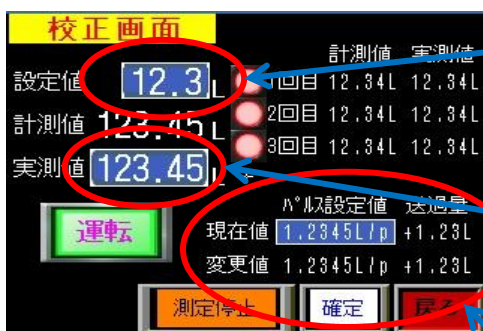 校正画面
計測値 実測値
設定値 12.3L 1回目 12.34L 12.34L
計測値 123.45L 2回目 12.34L 12.34L
実測値 123.45L 3回目 12.34L 12.34L
パルス設定値 送過量
運転 現在値 1.2345L/p +1.23L
変更値 1.2345L/p +1.23L
測定停止 確定 戻る